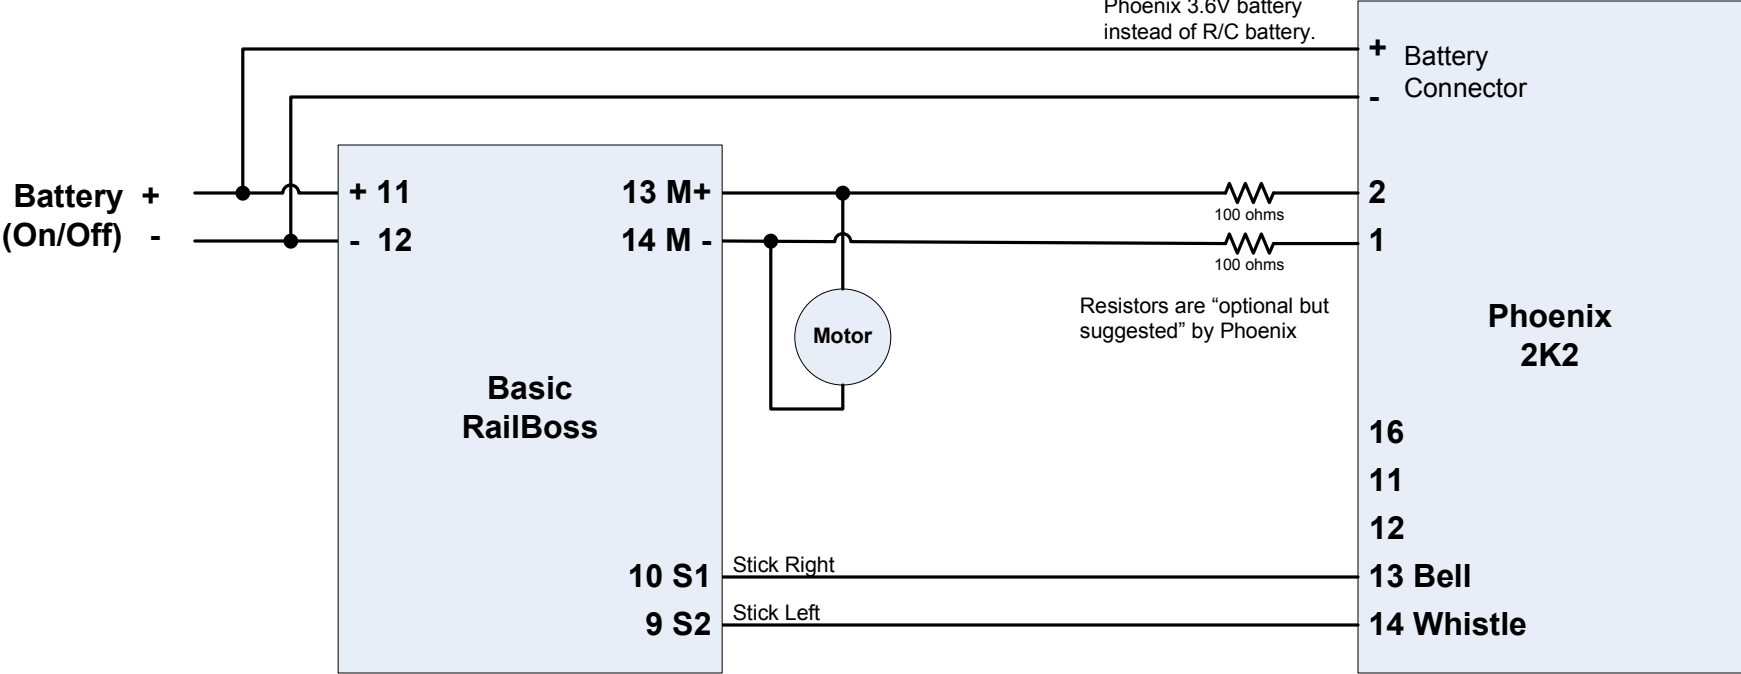 Phoenix 3.6V battery
instead of R/C battery.
+ Battery
- Connector
Battery +
(On/Off) -
+ 11
- 12
13 M+
14 M -
100 ohms
100 ohms
2
1
Motor
Resistors are “optional but
suggested” by Phoenix
Basic
RailBoss
Phoenix
2K2
16
11
12
10 S1
Stick Right
13 Bell
9 S2
Stick Left
14 Whistle